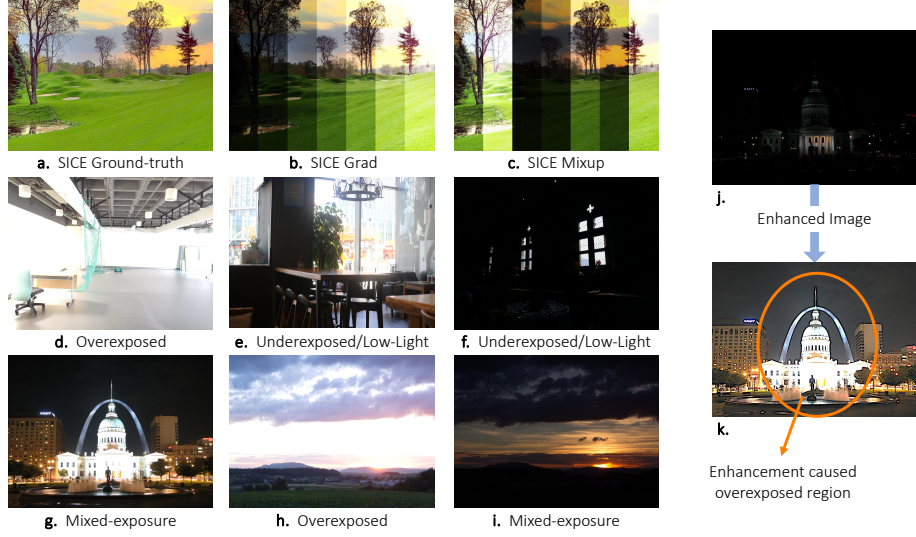 a. SICE Ground-truth
b. SICE Grad
c. SICE Mixup
d. Overexposed
e. Underexposed/Low-Light
f. Underexposed/Low-Light
g. Mixed-exposure
h. Overexposed
i. Mixed-exposure
j.
Enhanced Image
k.
Enhancement caused
overexposed region